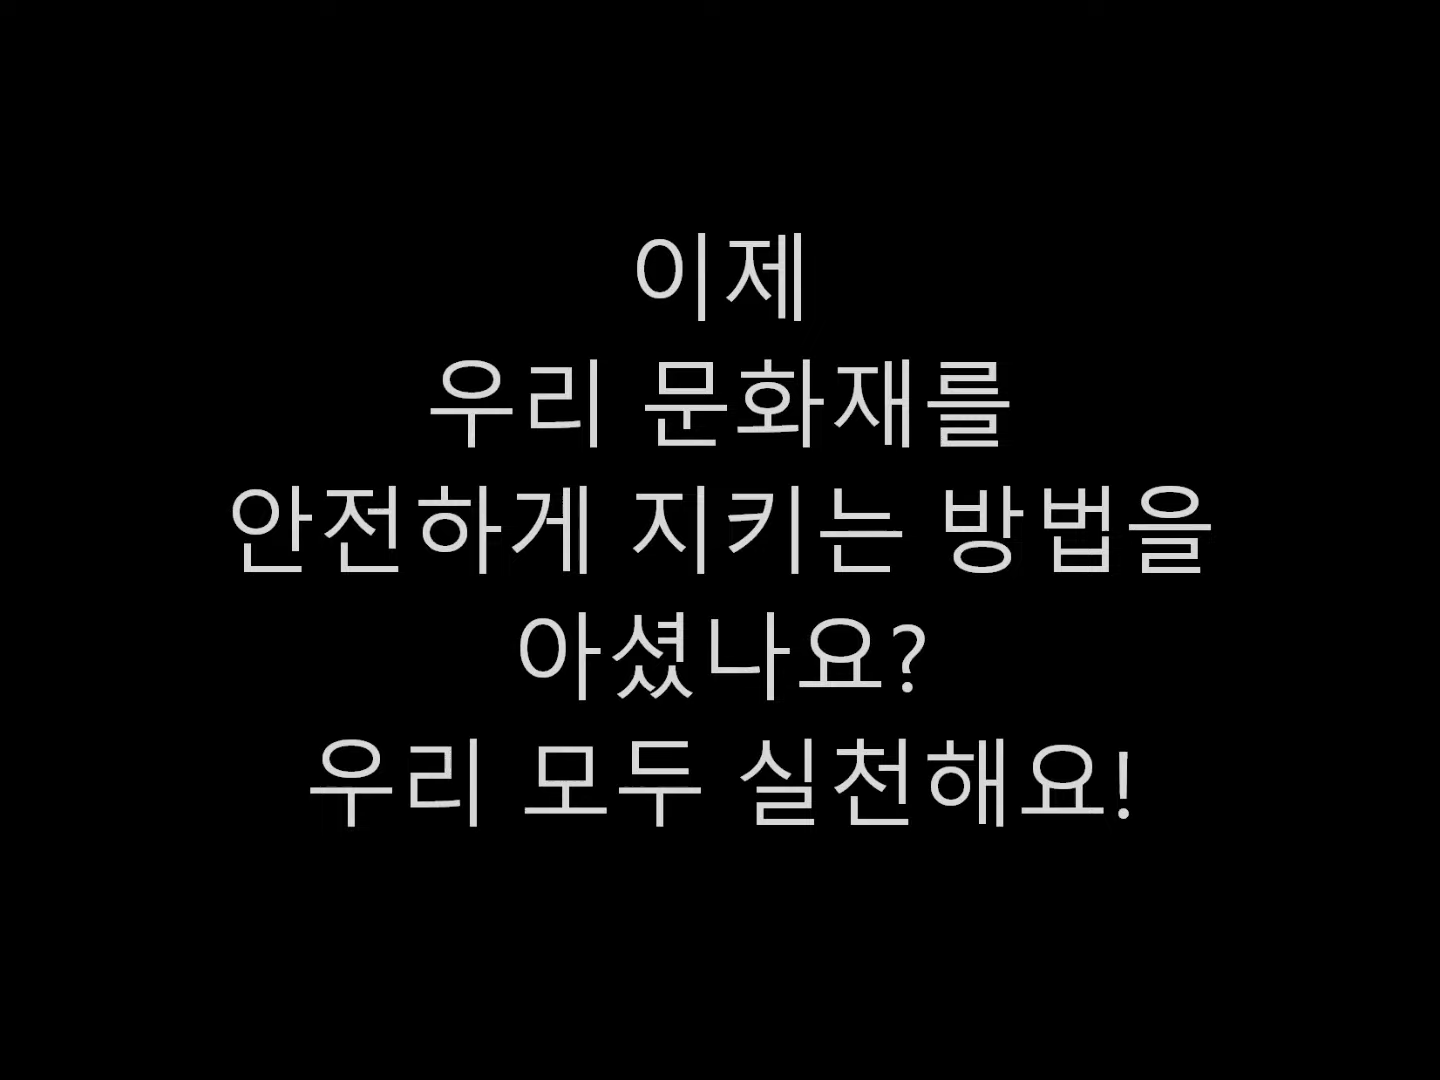 이제
우리 문화재를
안전하게 지키는 방법을
아셨나요?
우리 모두 실천해요!